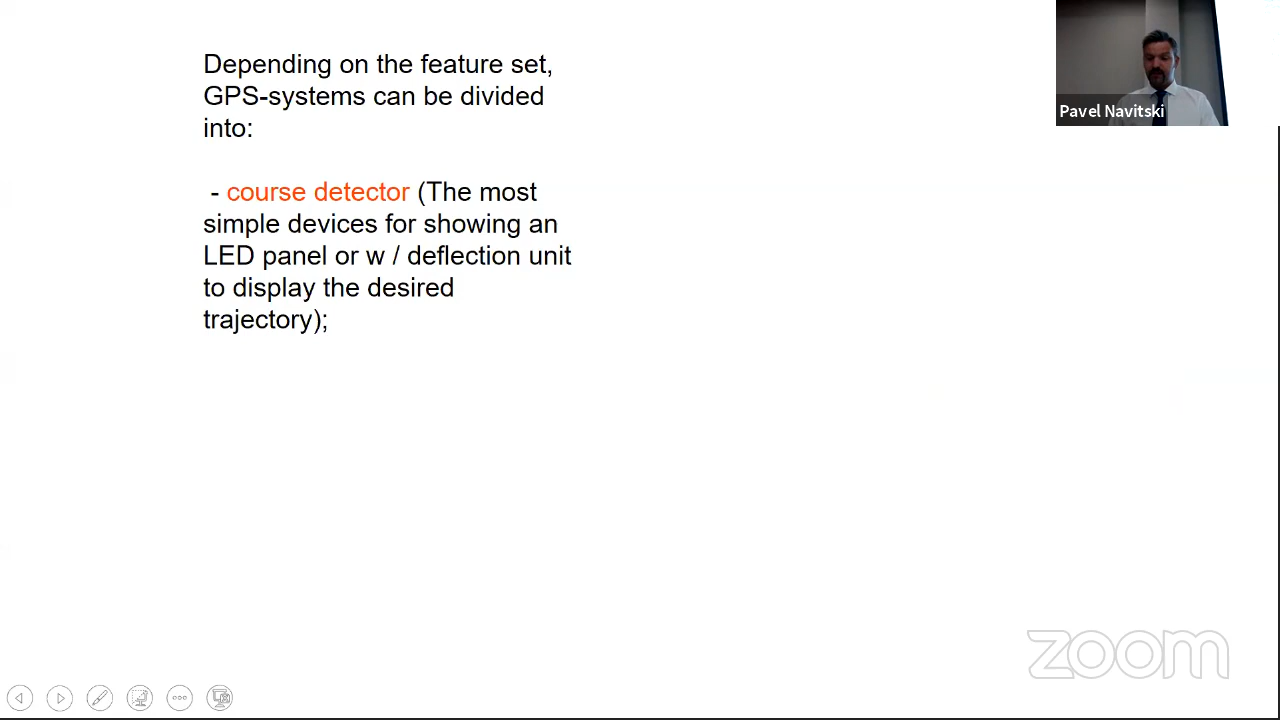 Depending on the feature set,
GPS-systems can be divided
into:
- course detector (The most
simple devices for showing an
LED panel or w / deflection unit
to display the desired
trajectory);
Pavel Navitski
zoom